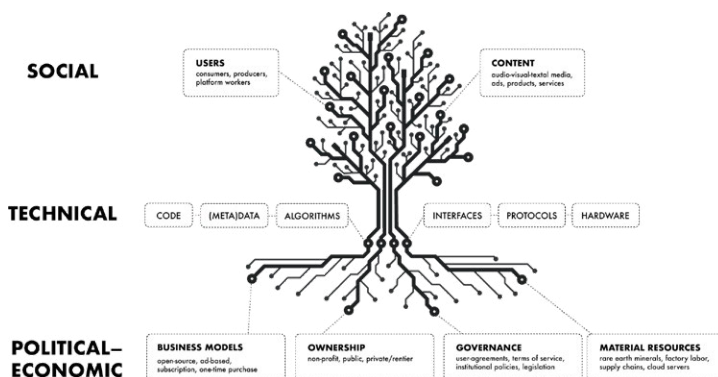 SOCIAL
USERS
consumers, producers,
platform workers
CONTENT
audio-visual-textal media,
ads, products, services
TECHNICAL
CODE
(META)DATA
ALGORITHMS
INTERFACES
PROTOCOLS
HARDWARE
POLITICAL–
ECONOMIC
BUSINESS MODELS
open-source, ad-based,
subscription, one-time purchase
OWNERSHIP
non-profit, public, private/rentier
GOVERNANCE
user-agreements, terms of service,
institutional policies, legislation
MATERIAL RESOURCES
rare earth minerals, factory labor,
supply chains, cloud servers